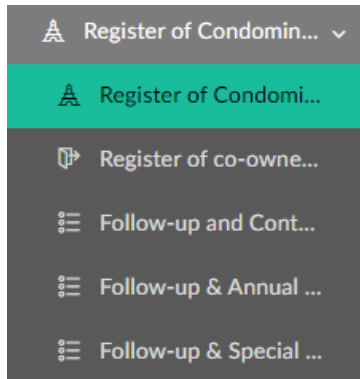 Register of Condomin...
Register of Condomi...
Register of co-owne...
Follow-up and Cont...
Follow-up & Annual ...
Follow-up & Special ...